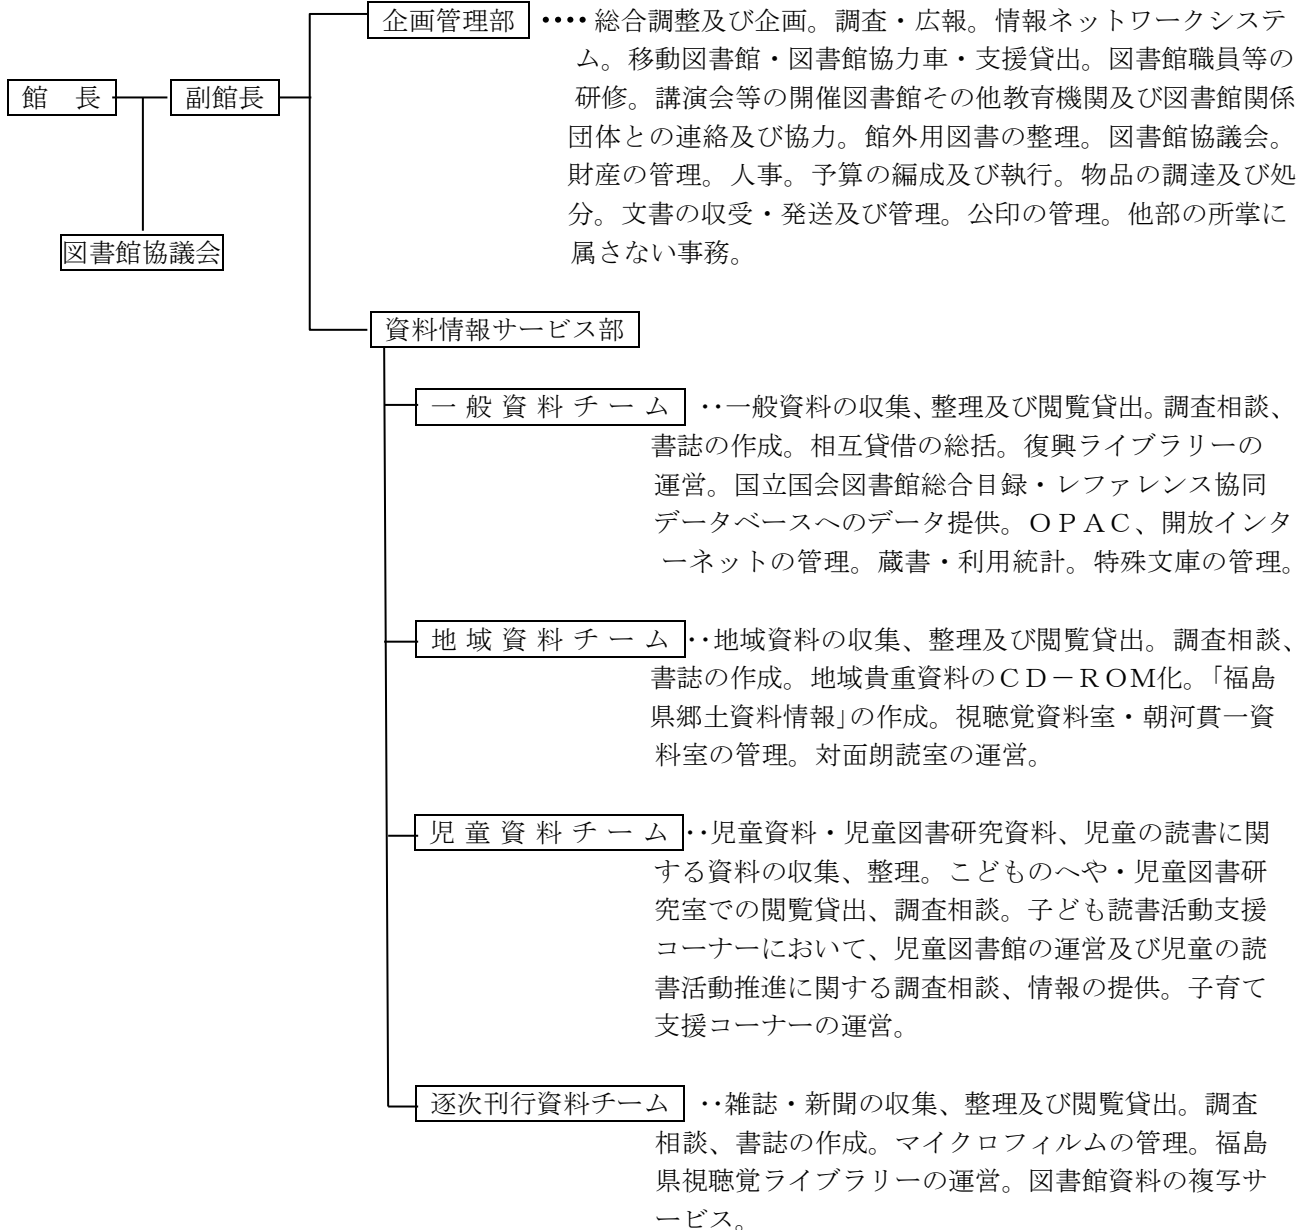 企画管理部 ････ 総合調整及び企画。調査・広報。情報ネットワークシステ
ム。移動図書館・図書館協力車・支援貸出。図書館職員等の
館　長 副館長 研修。講演会等の開催図書館その他教育機関及び図書館関係
団体との連絡及び協力。館外用図書の整理。図書館協議会。
財産の管理。人事。予算の編成及び執行。物品の調達及び処
分。文書の収受・発送及び管理。公印の管理。他部の所掌に
図書館協議会 属さない事務。
資料情報サービス部
一 般 資 料 チ ー ム ･･一般資料の収集、整理及び閲覧貸出。調査相談、
書誌の作成。相互貸借の総括。復興ライブラリーの
運営。国立国会図書館総合目録・レファレンス協同
データベースへのデータ提供。ＯＰＡＣ、開放インタ
ーネットの管理。蔵書・利用統計。特殊文庫の管理。
地 域 資 料 チ ー ム ･･地域資料の収集、整理及び閲覧貸出。調査相談、
書誌の作成。地域貴重資料のＣＤ－ＲＯＭ化。｢福島
県郷土資料情報｣の作成。視聴覚資料室・朝河貫一資
料室の管理。対面朗読室の運営。
児 童 資 料 チ ー ム ･･児童資料・児童図書研究資料、児童の読書に関
する資料の収集、整理。こどものへや・児童図書研
究室での閲覧貸出、調査相談。子ども読書活動支援
コーナーにおいて、児童図書館の運営及び児童の読
書活動推進に関する調査相談、情報の提供。子育て
支援コーナーの運営。
逐次刊行資料チーム ･･雑誌・新聞の収集、整理及び閲覧貸出。調査
相談、書誌の作成。マイクロフィルムの管理。福島
県視聴覚ライブラリーの運営。図書館資料の複写サ
ービス。